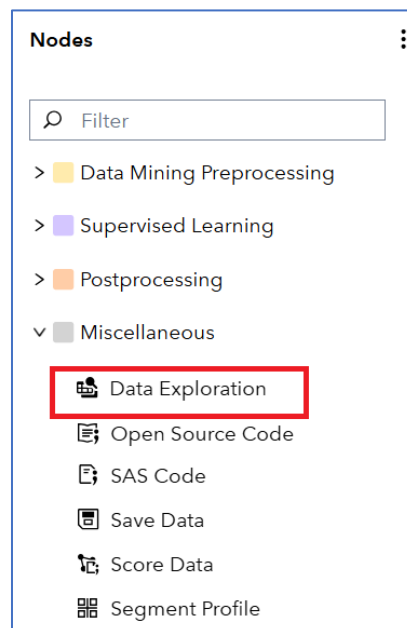 Nodes
Filter
Data Mining Preprocessing
Supervised Learning
Postprocessing
Miscellaneous
Data Exploration
Open Source Code
SAS Code
Save Data
Score Data
Segment Profile